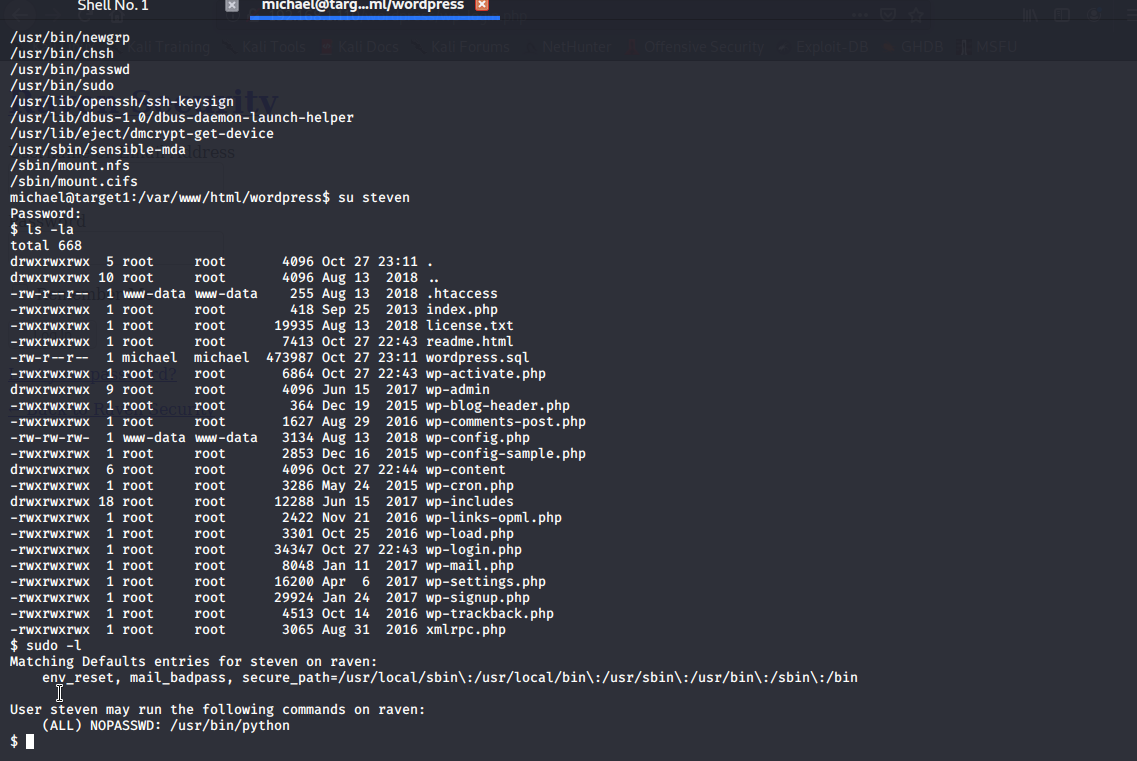 Shell No. 1
michael@targ...ml/wordpress
/usr/bin/newgrp
Kali Training Kali Tools Kali Docs Kali Forums NetHunter Offensive Security Exploit-DB GHDB MSFU
/usr/bin/chsh
/usr/bin/passwd
/usr/bin/sudo
/usr/lib/openssh/ssh-keysign
/usr/lib/dbus-1.0/dbus-daemon-launch-helper
/usr/lib/eject/dmcrypt-get-device
/usr/sbin/sensible-mda
/sbin/mount.nfs
/sbin/mount.cifs
michael@target1:/var/www/html/wordpress$ su steven
Password:
$ ls -la
total 668
drwxrwxrwx  5 root     root       4096 Oct 27 23:11 .
drwxrwxrwx 10 root     root       4096 Aug 13  2018 ..
-rw-r--r--  1 www-data www-data    255 Aug 13  2018 .htaccess
-rwxrwxrwx  1 root     root        418 Sep 25  2013 index.php
-rwxrwxrwx  1 root     root      19935 Aug 13  2018 license.txt
-rwxrwxrwx  1 root     root       7413 Oct 27 22:43 readme.html
-rw-r--r--  1 michael  michael  473987 Oct 27 23:11 wordpress.sql
-rwxrwxrwx  1 root     root       6864 Oct 27 22:43 wp-activate.php
drwxrwxrwx  9 root     root       4096 Jun 15  2017 wp-admin
-rwxrwxrwx  1 root     root        364 Dec 19  2015 wp-blog-header.php
-rwxrwxrwx  1 root     root       1627 Aug 29  2016 wp-comments-post.php
-rw-rw-rw-  1 www-data www-data   3134 Aug 13  2018 wp-config.php
-rwxrwxrwx  1 root     root       2853 Dec 16  2015 wp-config-sample.php
drwxrwxrwx  6 root     root       4096 Oct 27 22:44 wp-content
-rwxrwxrwx  1 root     root       3286 May 24  2015 wp-cron.php
drwxrwxrwx 18 root     root      12288 Jun 15  2017 wp-includes
-rwxrwxrwx  1 root     root       2422 Nov 21  2016 wp-links-opml.php
-rwxrwxrwx  1 root     root       3301 Oct 25  2016 wp-load.php
-rwxrwxrwx  1 root     root      34347 Oct 27 22:43 wp-login.php
-rwxrwxrwx  1 root     root       8048 Jan 11  2017 wp-mail.php
-rwxrwxrwx  1 root     root      16200 Apr  6  2017 wp-settings.php
-rwxrwxrwx  1 root     root      29924 Jan 24  2017 wp-signup.php
-rwxrwxrwx  1 root     root       4513 Oct 14  2016 wp-trackback.php
-rwxrwxrwx  1 root     root       3065 Aug 31  2016 xmlrpc.php
$ sudo -l
Matching Defaults entries for steven on raven:
    env_reset, mail_badpass, secure_path=/usr/local/sbin\:/usr/local/bin\:/usr/sbin\:/usr/bin\:/sbin\:/bin
User steven may run the following commands on raven:
    (ALL) NOPASSWD: /usr/bin/python
$